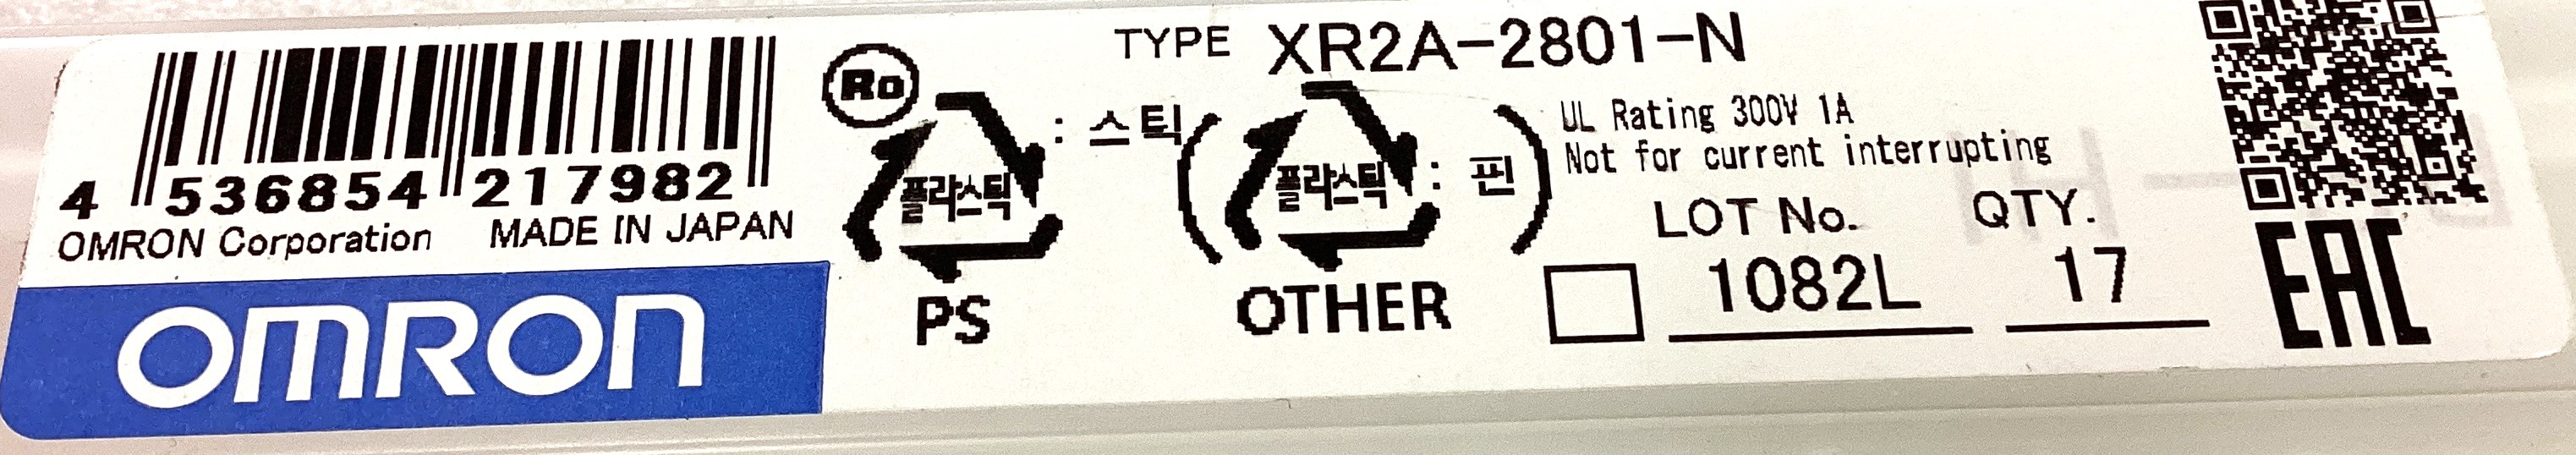 4 536854 217982
OMRON Corporation MADE IN JAPAN
OMRON
Ro
TYPE XR2A-2801-N
플라스틱 : 스틱 ( 플라스틱 : 핀 )
PS OTHER
UL Rating 300V 1A
Not for current interrupting
LOT No. QTY.
1082L 17
EAC